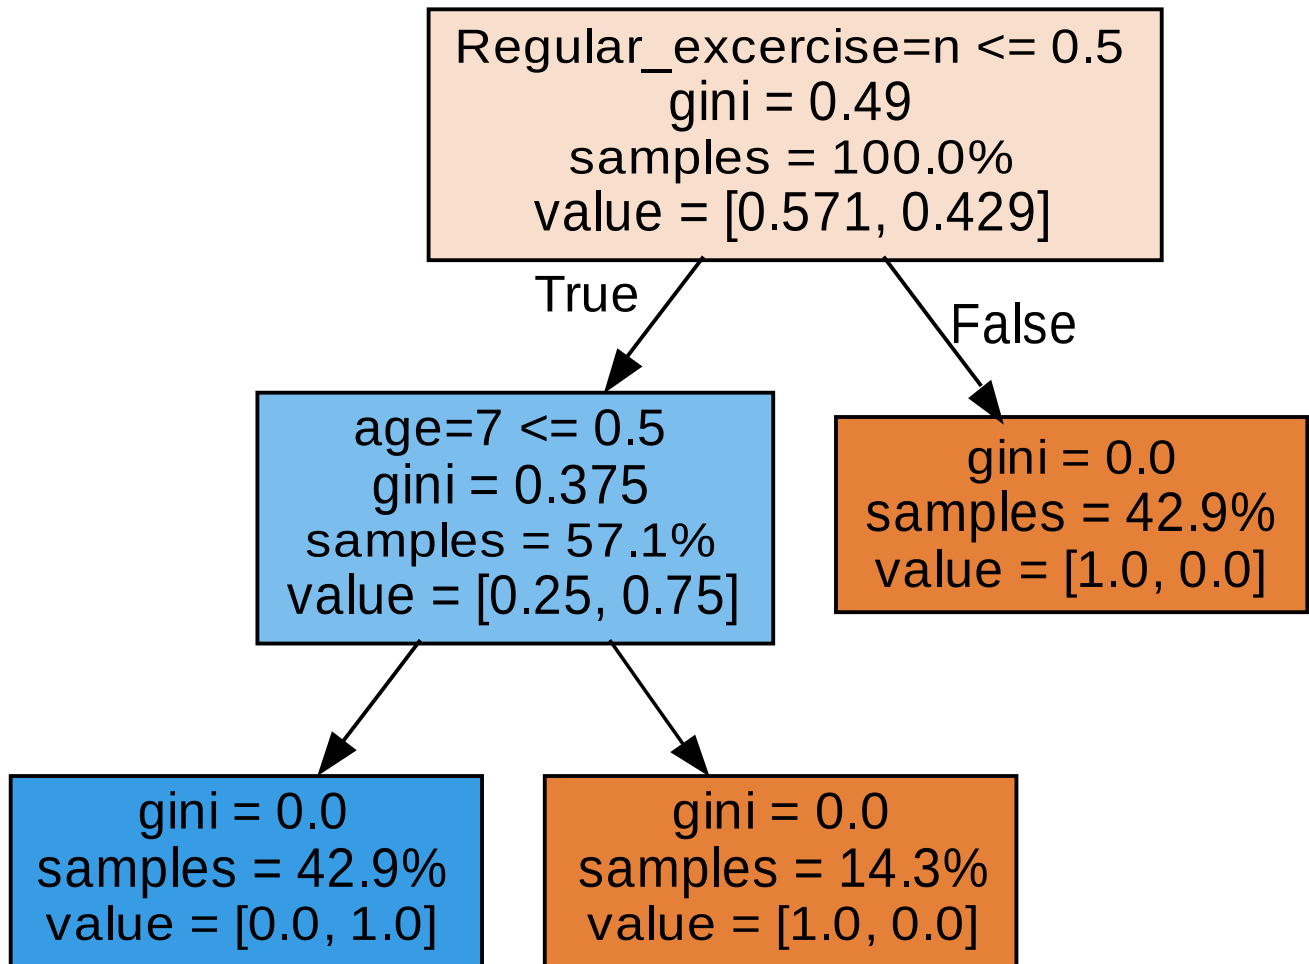 Regular_excercise=n <= 0.5
gini = 0.49
samples = 100.0%
value = [0.571, 0.429]
True
False
age=7 <= 0.5
gini = 0.375
samples = 57.1%
value = [0.25, 0.75]
gini = 0.0
samples = 42.9%
value = [1.0, 0.0]
gini = 0.0
samples = 42.9%
value = [0.0, 1.0]
gini = 0.0
samples = 14.3%
value = [1.0, 0.0]